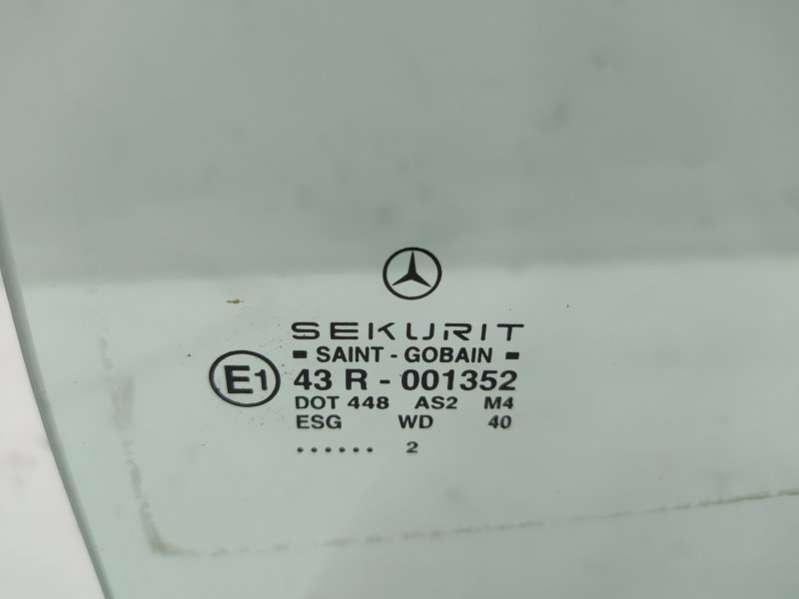 SEKURIT
SAINT - GOBAIN
E1 43 R - 001352
DOT 448 AS2 M4
ESG WD 40
...... 2